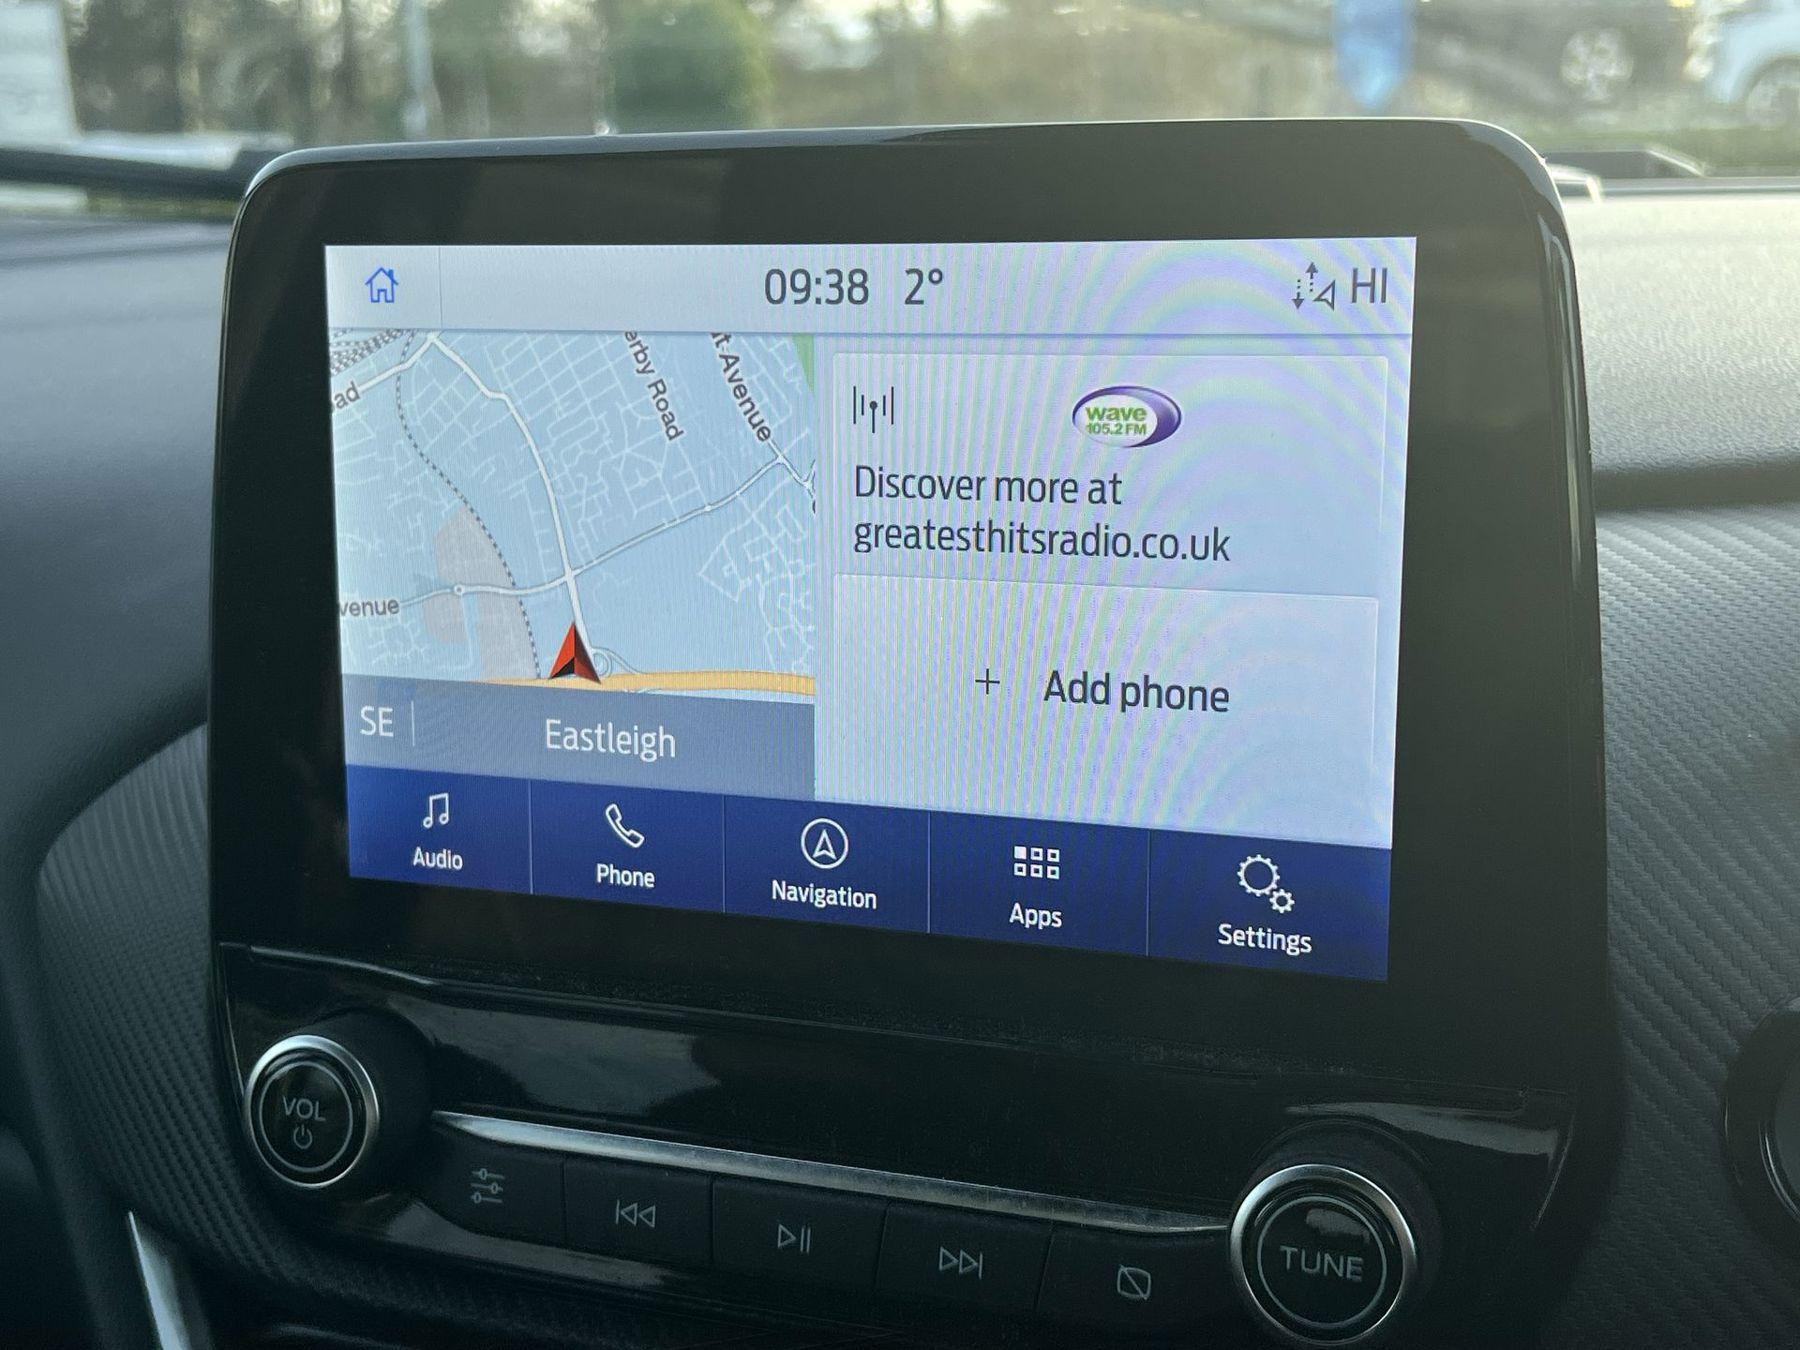 09:38 2° HI
erby Road
t Avenue
oad
venue
wave
105.2 FM
Discover more at
greatesthitsradio.co.uk
+ Add phone
SE Eastleigh
Audio
Phone
Navigation
Apps
Settings
VOL
TUNE